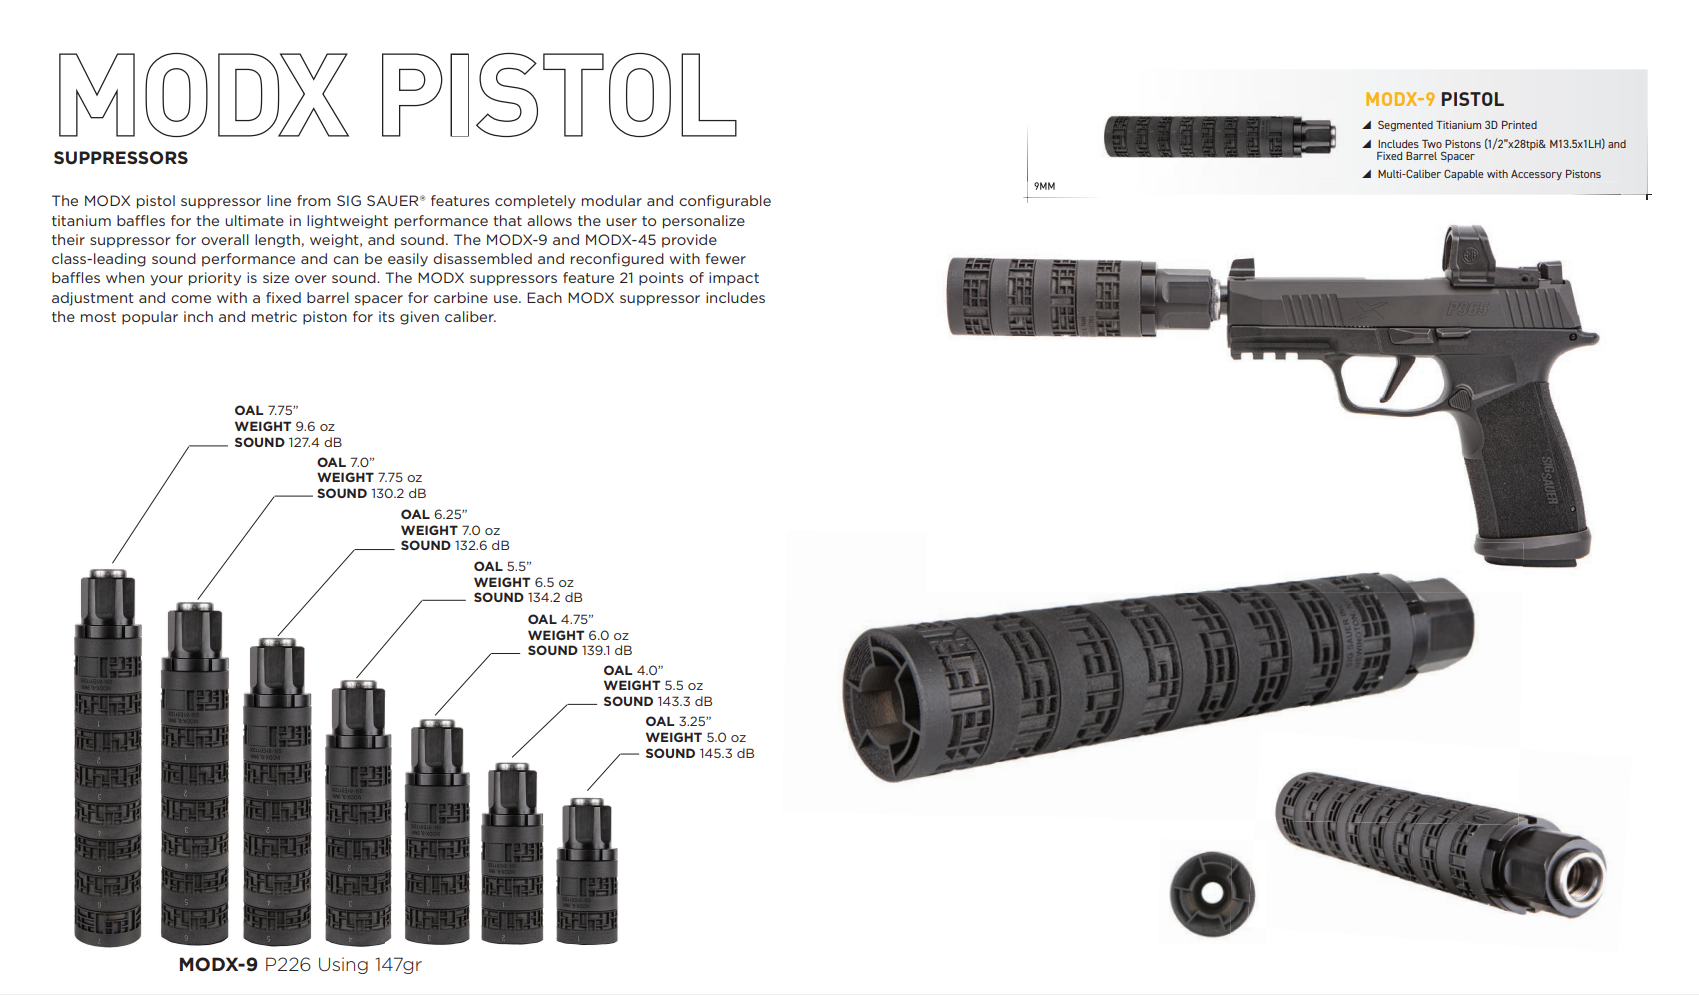 MODX PISTOL
SUPPRESSORS
The MODX pistol suppressor line from SIG SAUER® features completely modular and configurable
titanium baffles for the ultimate in lightweight performance that allows the user to personalize
their suppressor for overall length, weight, and sound. The MODX-9 and MODX-45 provide
class-leading sound performance and can be easily disassembled and reconfigured with fewer
baffles when your priority is size over sound. The MODX suppressors feature 21 points of impact
adjustment and come with a fixed barrel spacer for carbine use. Each MODX suppressor includes
the most popular inch and metric piston for its given caliber.
OAL 7.75”
WEIGHT 9.6 oz
SOUND 127.4 dB
OAL 7.0”
WEIGHT 7.75 oz
SOUND 130.2 dB
OAL 6.25”
WEIGHT 7.0 oz
SOUND 132.6 dB
OAL 5.5”
WEIGHT 6.5 oz
SOUND 134.2 dB
OAL 4.75”
WEIGHT 6.0 oz
SOUND 139.1 dB
OAL 4.0”
WEIGHT 5.5 oz
SOUND 143.3 dB
OAL 3.25”
WEIGHT 5.0 oz
SOUND 145.3 dB
MODX-9 P226 Using 147gr
9MM
MODX-9 PISTOL
Segmented Titianium 3D Printed
Includes Two Pistons (1/2"x28tpi& M13.5x1LH) and
Fixed Barrel Spacer
Multi-Caliber Capable with Accessory Pistons
P365
SIG SAUER
SIG SAUER